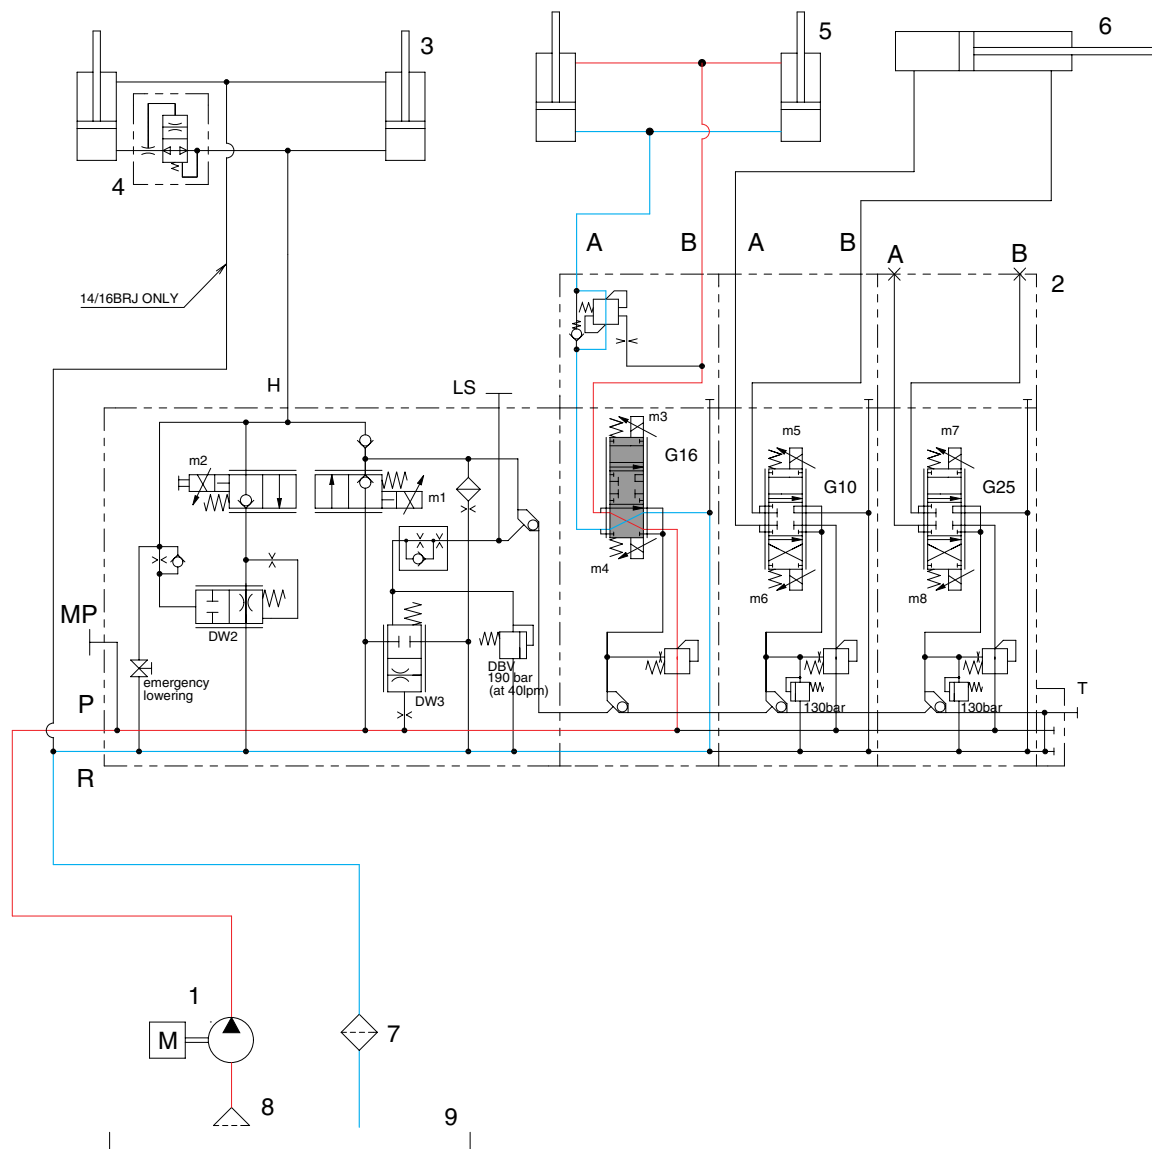 3
5
6
4
A
B
A
B
A
B
2
14/16BRJ ONLY
H
LS
m3
m5
m7
G16
G10
G25
m2
m1
m4
m6
m8
MP
DW2
emergency
lowering
DBV
190 bar
(at 40lpm)
DW3
130bar
130bar
T
P
R
1
M
7
8
9